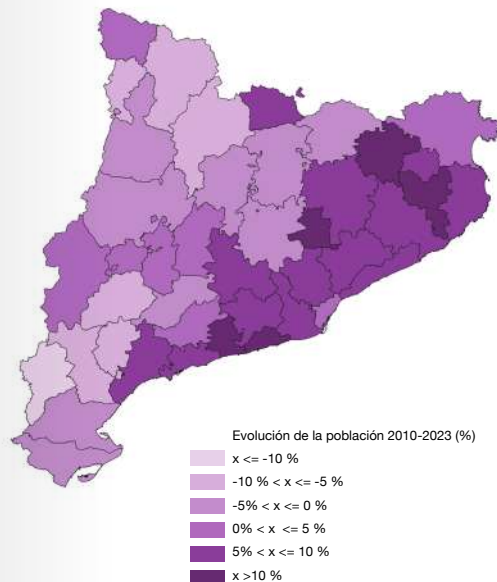 Evolución de la población 2010-2023 (%)
x <= -10 %
-10 % < x <= -5 %
-5% < x <= 0 %
0% < x <= 5 %
5% < x <= 10 %
x >10 %